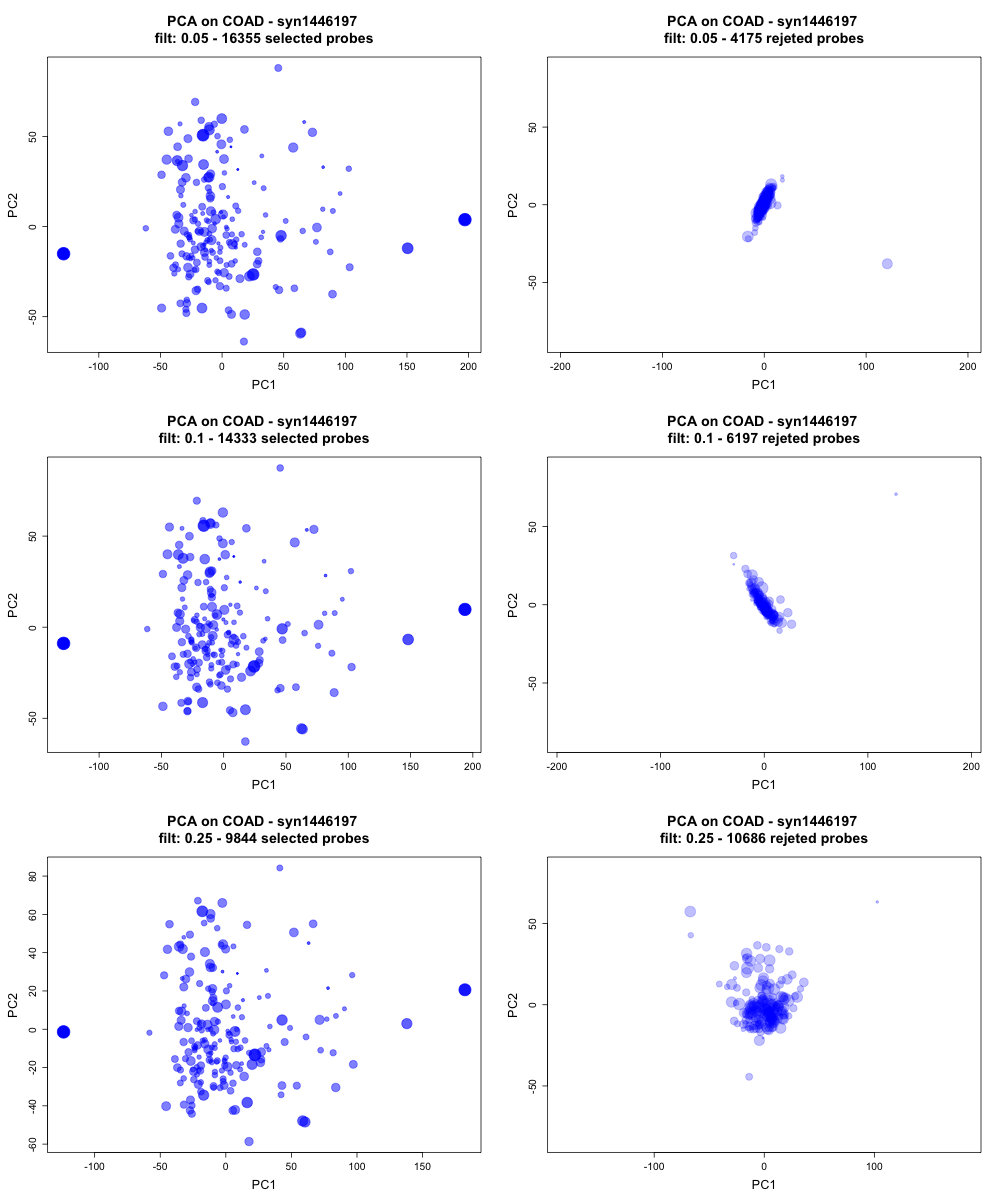 PCA on COAD - syn1446197
filt: 0.05 - 16355 selected probes
PC2
50
0
-50
-100
-50
0
50
100
150
200
PC1
PCA on COAD - syn1446197
filt: 0.05 - 4175 rejeted probes
PC2
50
0
-50
-200
-100
0
100
200
PC1
PCA on COAD - syn1446197
filt: 0.1 - 14333 selected probes
PC2
50
0
-50
-100
-50
0
50
100
150
200
PC1
PCA on COAD - syn1446197
filt: 0.1 - 6197 rejeted probes
PC2
50
0
-50
-200
-100
0
100
200
PC1
PCA on COAD - syn1446197
filt: 0.25 - 9844 selected probes
PC2
80
60
40
20
0
-20
-40
-60
-100
-50
0
50
100
150
PC1
PCA on COAD - syn1446197
filt: 0.25 - 10686 rejeted probes
PC2
50
0
-50
-100
0
100
PC1